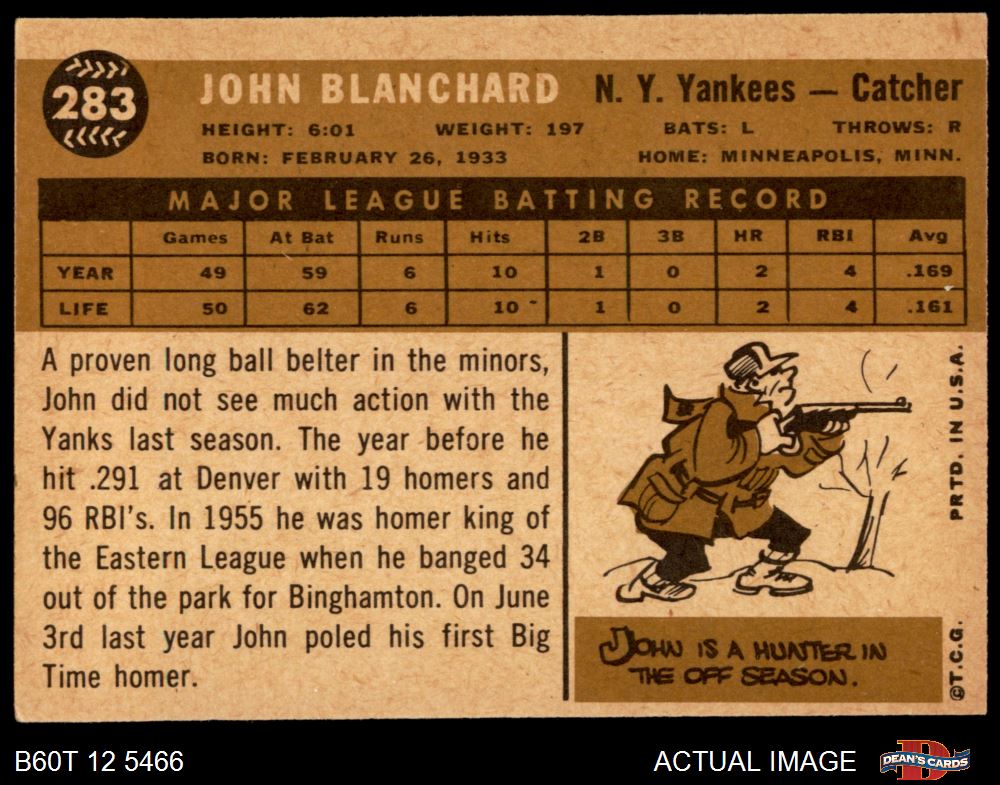 283
JOHN BLANCHARD N. Y. Yankees — Catcher
HEIGHT: 6:01 WEIGHT: 197 BATS: L THROWS: R
BORN: FEBRUARY 26, 1933 HOME: MINNEAPOLIS, MINN.
MAJOR LEAGUE BATTING RECORD
Games At Bat Runs Hits 2B 3B HR RBI Avg
YEAR 49 59 6 10 1 0 2 4 .169
LIFE 50 62 6 10 1 0 2 4 .161
A proven long ball belter in the minors,
John did not see much action with the
Yanks last season. The year before he
hit .291 at Denver with 19 homers and
96 RBI's. In 1955 he was homer king of
the Eastern League when he banged 34
out of the park for Binghamton. On June
3rd last year John poled his first Big
Time homer.
JOHN IS A HUNTER IN
THE OFF SEASON.
©T.C.G. PRTD. IN U.S.A.
B60T 12 5466 ACTUAL IMAGE
D
DEAN'S CARDS